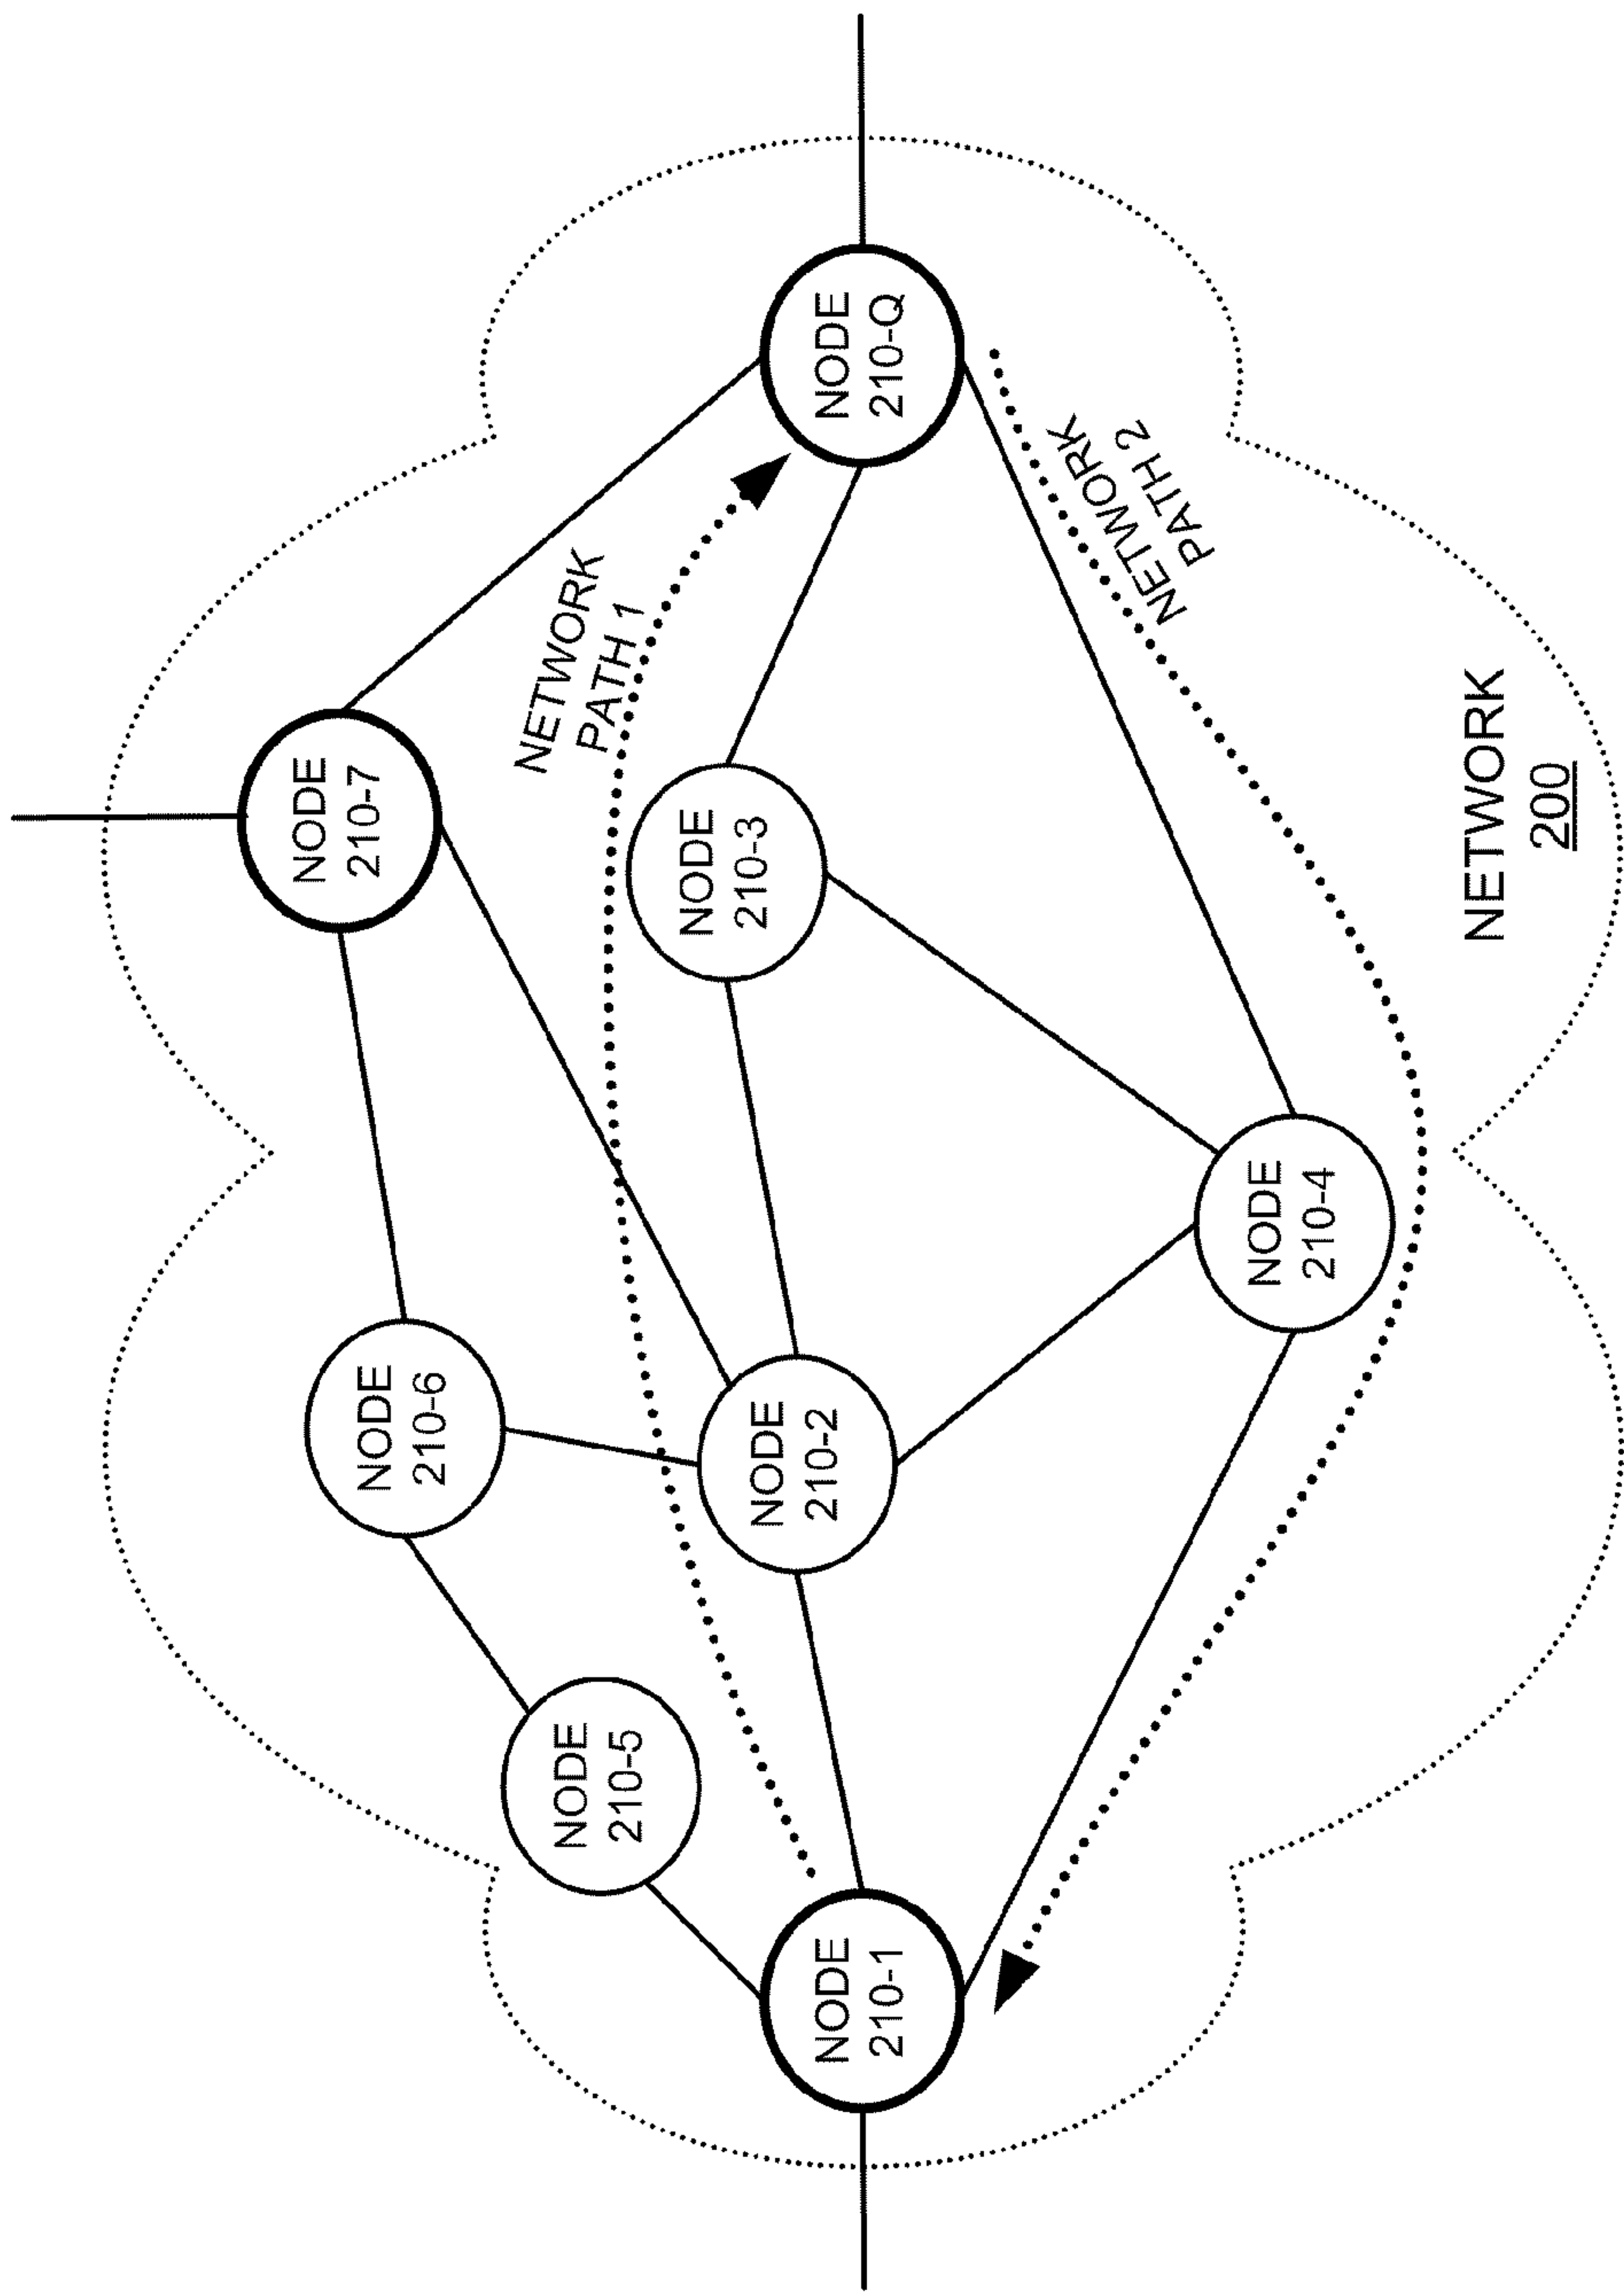 NODE
210-5
NODE
210-6
NODE
210-7
NETWORK
PATH 1
NODE
210-1
NODE
210-2
NODE
210-3
NODE
210-Q
NETWORK
PATH 2
NODE
210-4
NETWORK
200